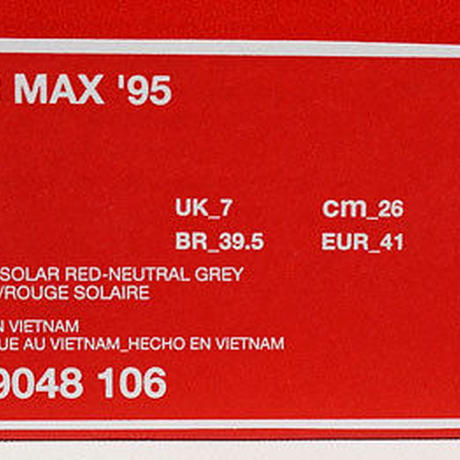 MAX '95
UK_7 cm_26
BR_39.5 EUR_41
SOLAR RED-NEUTRAL GREY
/ROUGE SOLAIRE
N VIETNAM
UE AU VIETNAM_HECHO EN VIETNAM
9048 106